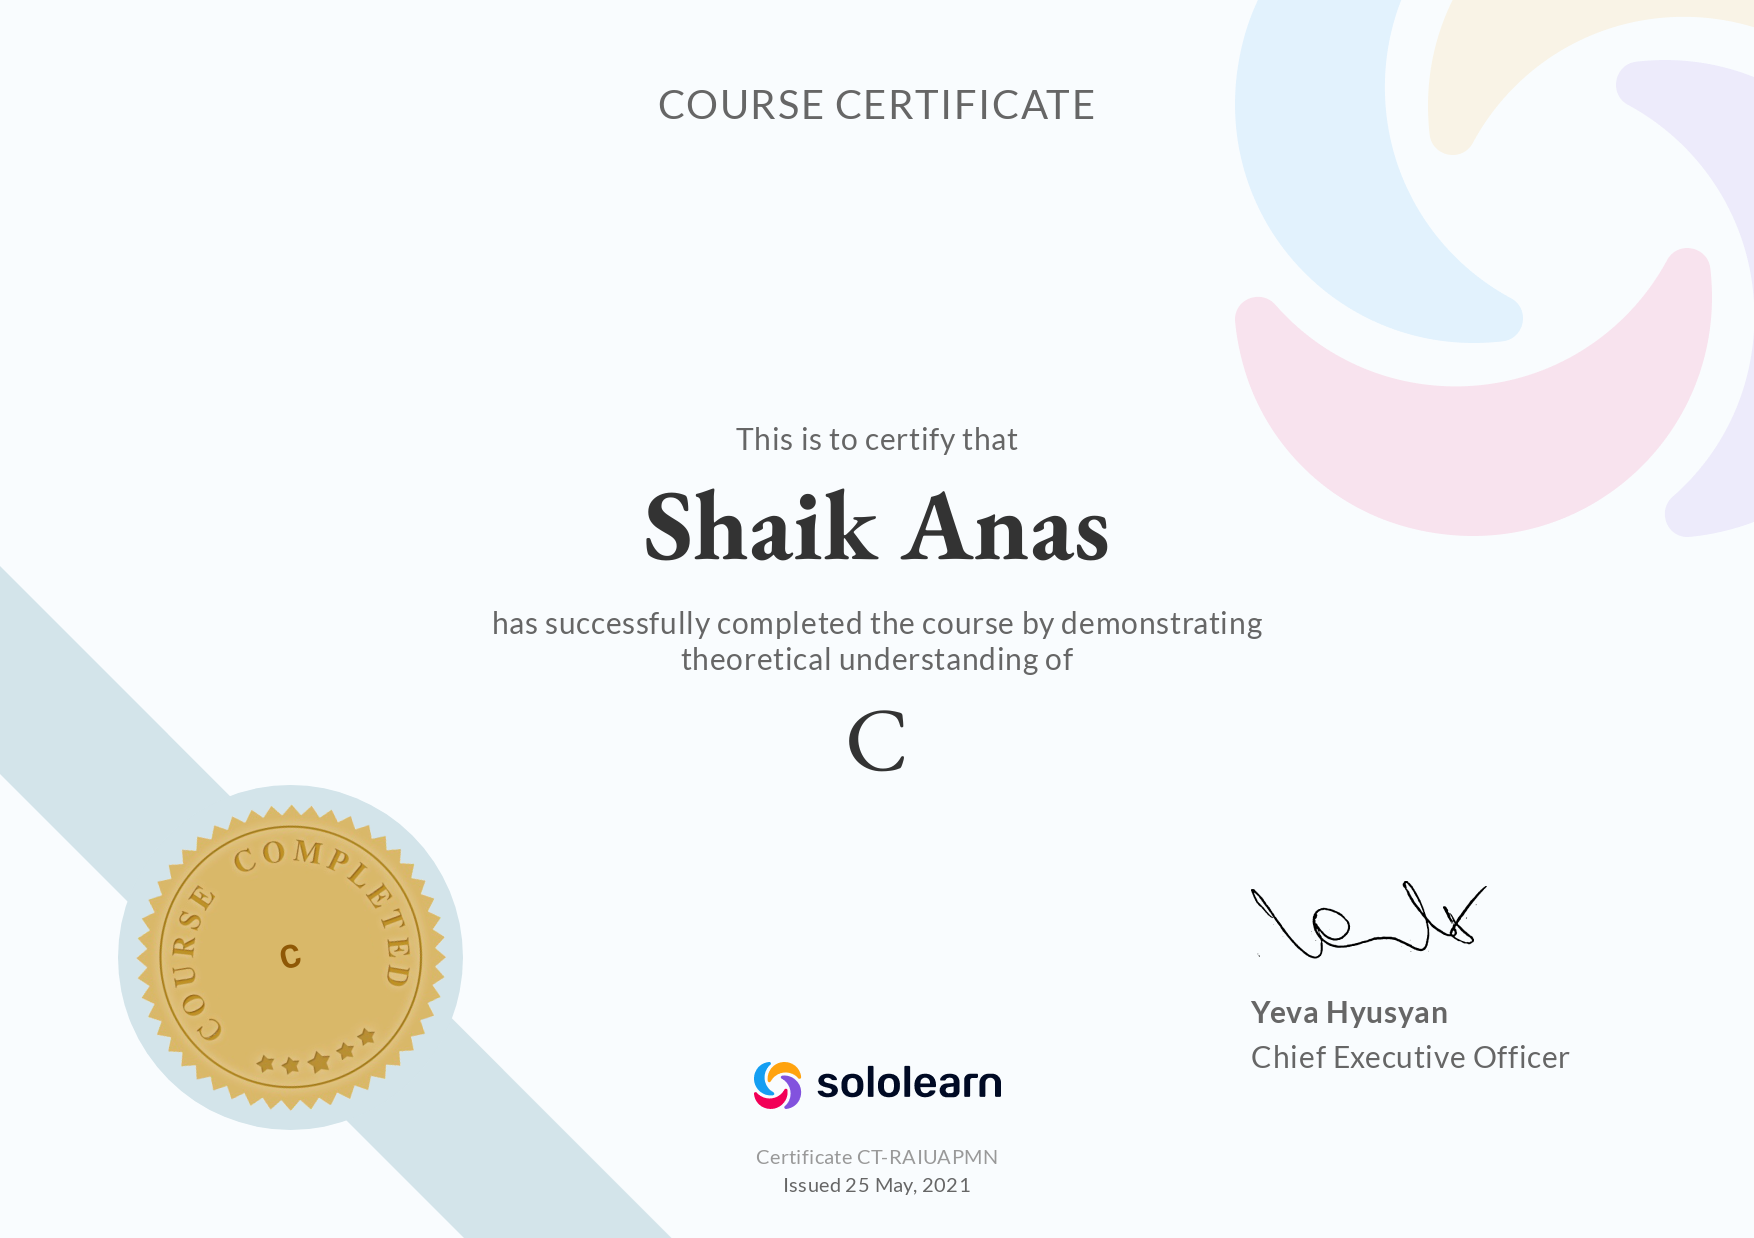 COURSE CERTIFICATE
This is to certify that
Shaik Anas
has successfully completed the course by demonstrating
theoretical understanding of
C
COURSE COMPLETED
C
Yeva Hyusyan
Chief Executive Officer
sololearn
Certificate CT-RAIUAPMN
Issued 25 May, 2021